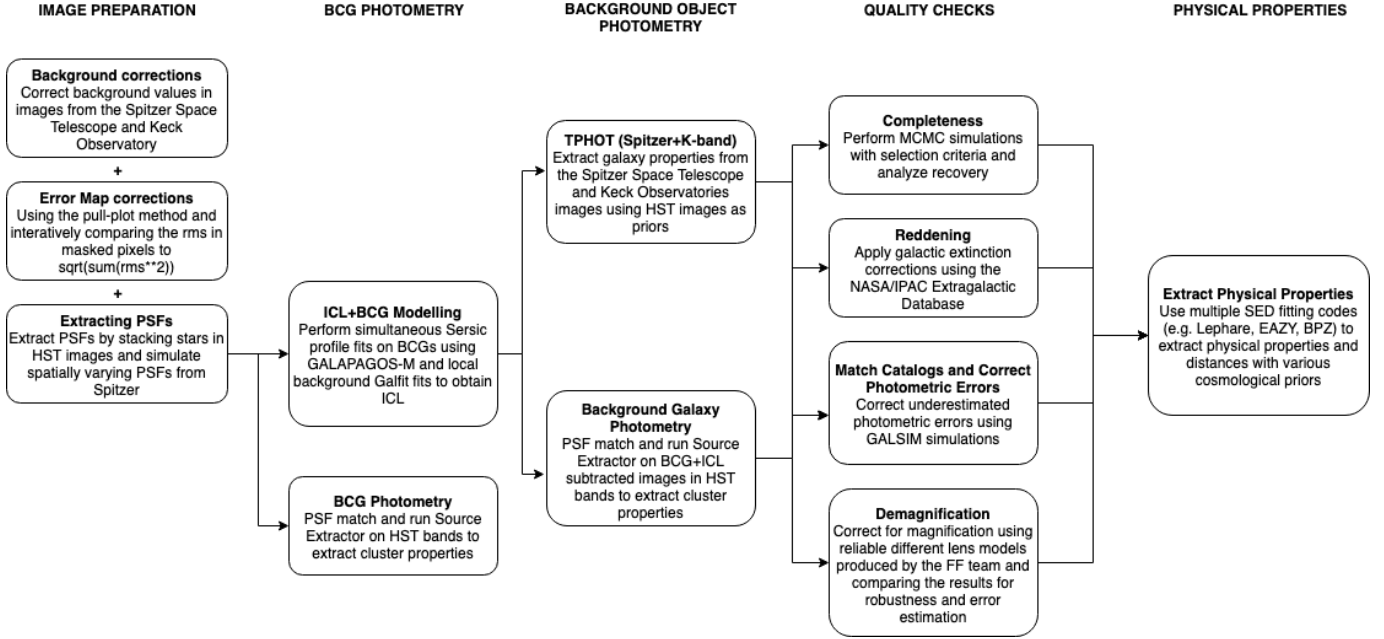 IMAGE PREPARATION
Background corrections
Correct background values in
images from the Spitzer Space
Telescope and Keck
Observatory
+
Error Map corrections
Using the pull-plot method and
interatively comparing the rms in
masked pixels to
sqrt(sum(rms**2))
+
Extracting PSFs
Extract PSFs by stacking stars in
HST images and simulate
spatially varying PSFs from
Spitzer
BCG PHOTOMETRY
ICL+BCG Modelling
Perform simultaneous Sersic
profile fits on BCGs using
GALAPAGOS-M and local
background Galfit fits to obtain
ICL
BCG Photometry
PSF match and run Source
Extractor on HST bands to
extract cluster properties
BACKGROUND OBJECT
PHOTOMETRY
TPHOT (Spitzer+K-band)
Extract galaxy properties from
the Spitzer Space Telescope
and Keck Observatories
images using HST images as
priors
Background Galaxy
Photometry
PSF match and run Source
Extractor on BCG+ICL
subtracted images in HST
bands to extract cluster
properties
QUALITY CHECKS
Completeness
Perform MCMC simulations
with selection criteria and
analyze recovery
Reddening
Apply galactic extinction
corrections using the
NASA/IPAC Extragalactic
Database
Match Catalogs and Correct
Photometric Errors
Correct underestimated
photometric errors using
GALSIM simulations
Demagnification
Correct for magnification using
reliable different lens models
produced by the FF team and
comparing the results for
robustness and error
estimation
PHYSICAL PROPERTIES
Extract Physical Properties
Use multiple SED fitting codes
(e.g. Lephare, EAZY, BPZ) to
extract physical properties and
distances with various
cosmological priors